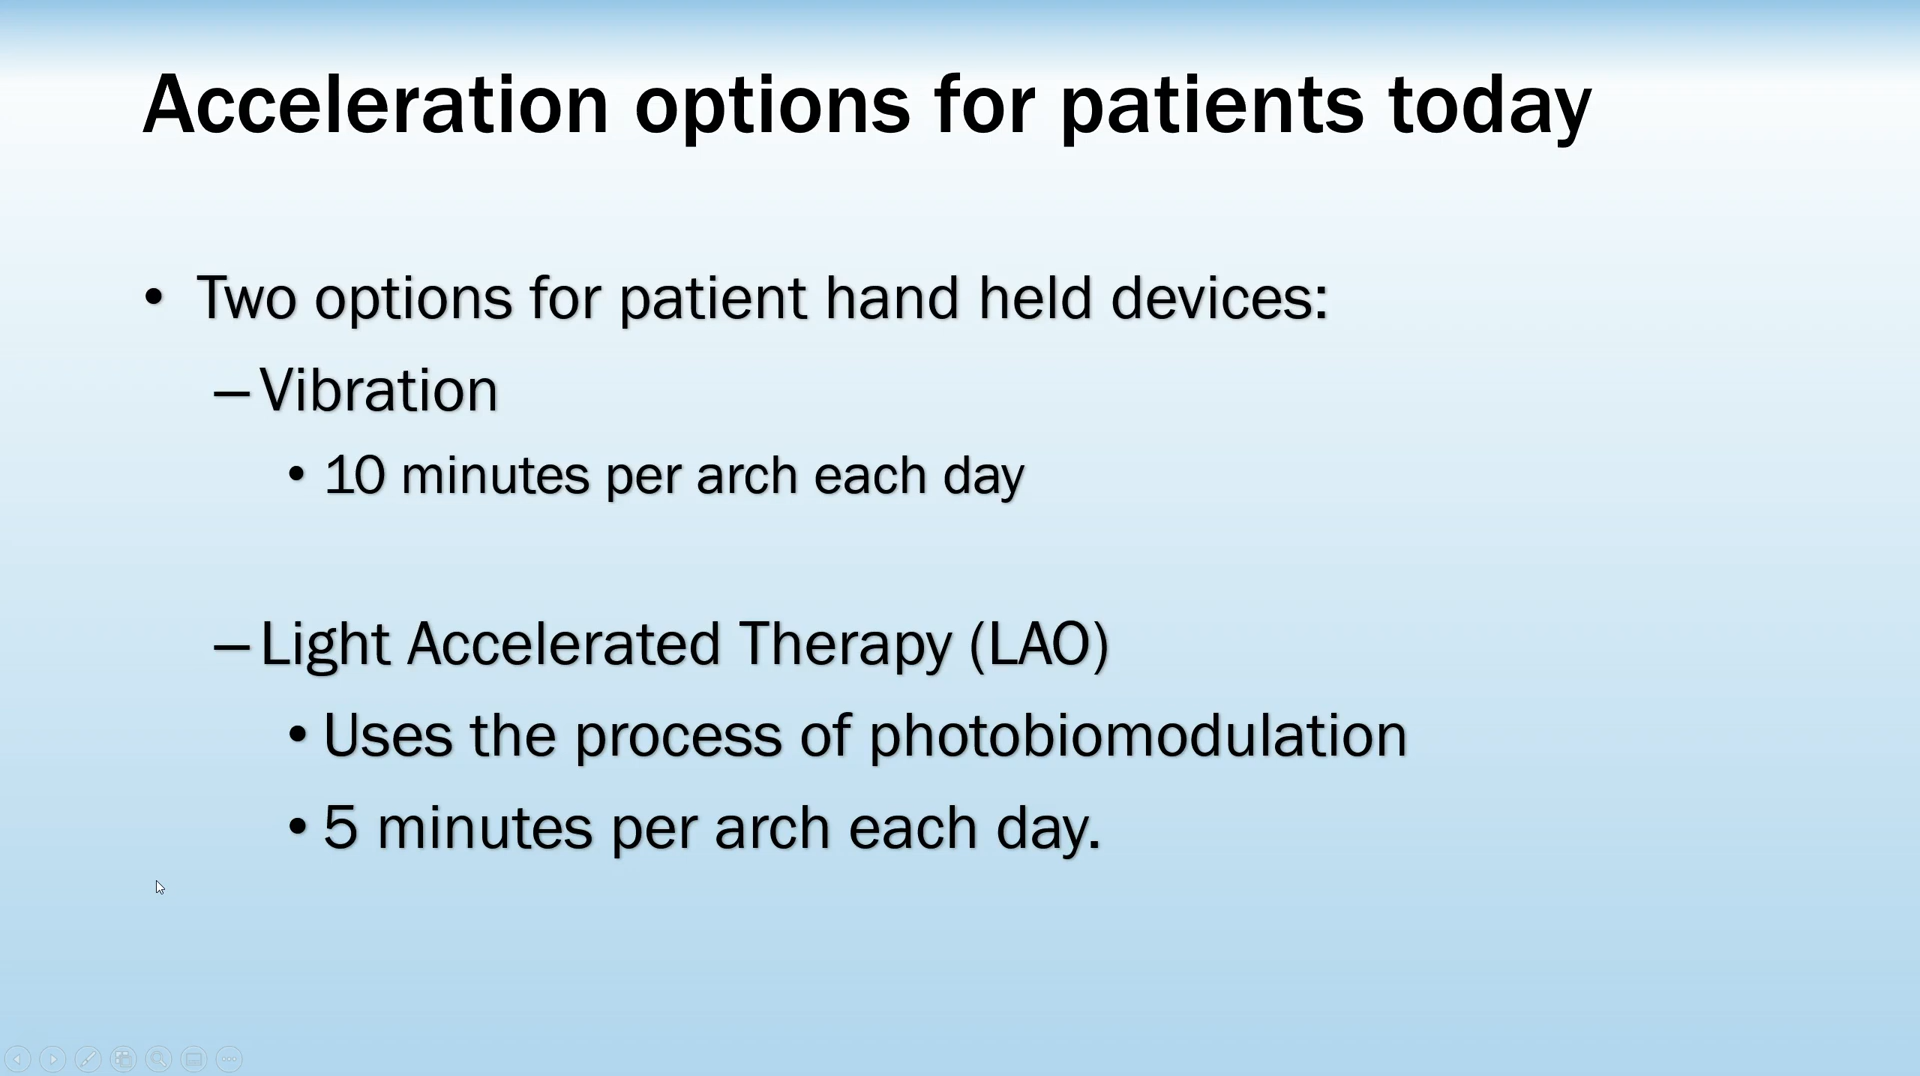 Acceleration options for patients today
• Two options for patient hand held devices:
– Vibration
• 10 minutes per arch each day
– Light Accelerated Therapy (LAO)
• Uses the process of photobiomodulation
• 5 minutes per arch each day.